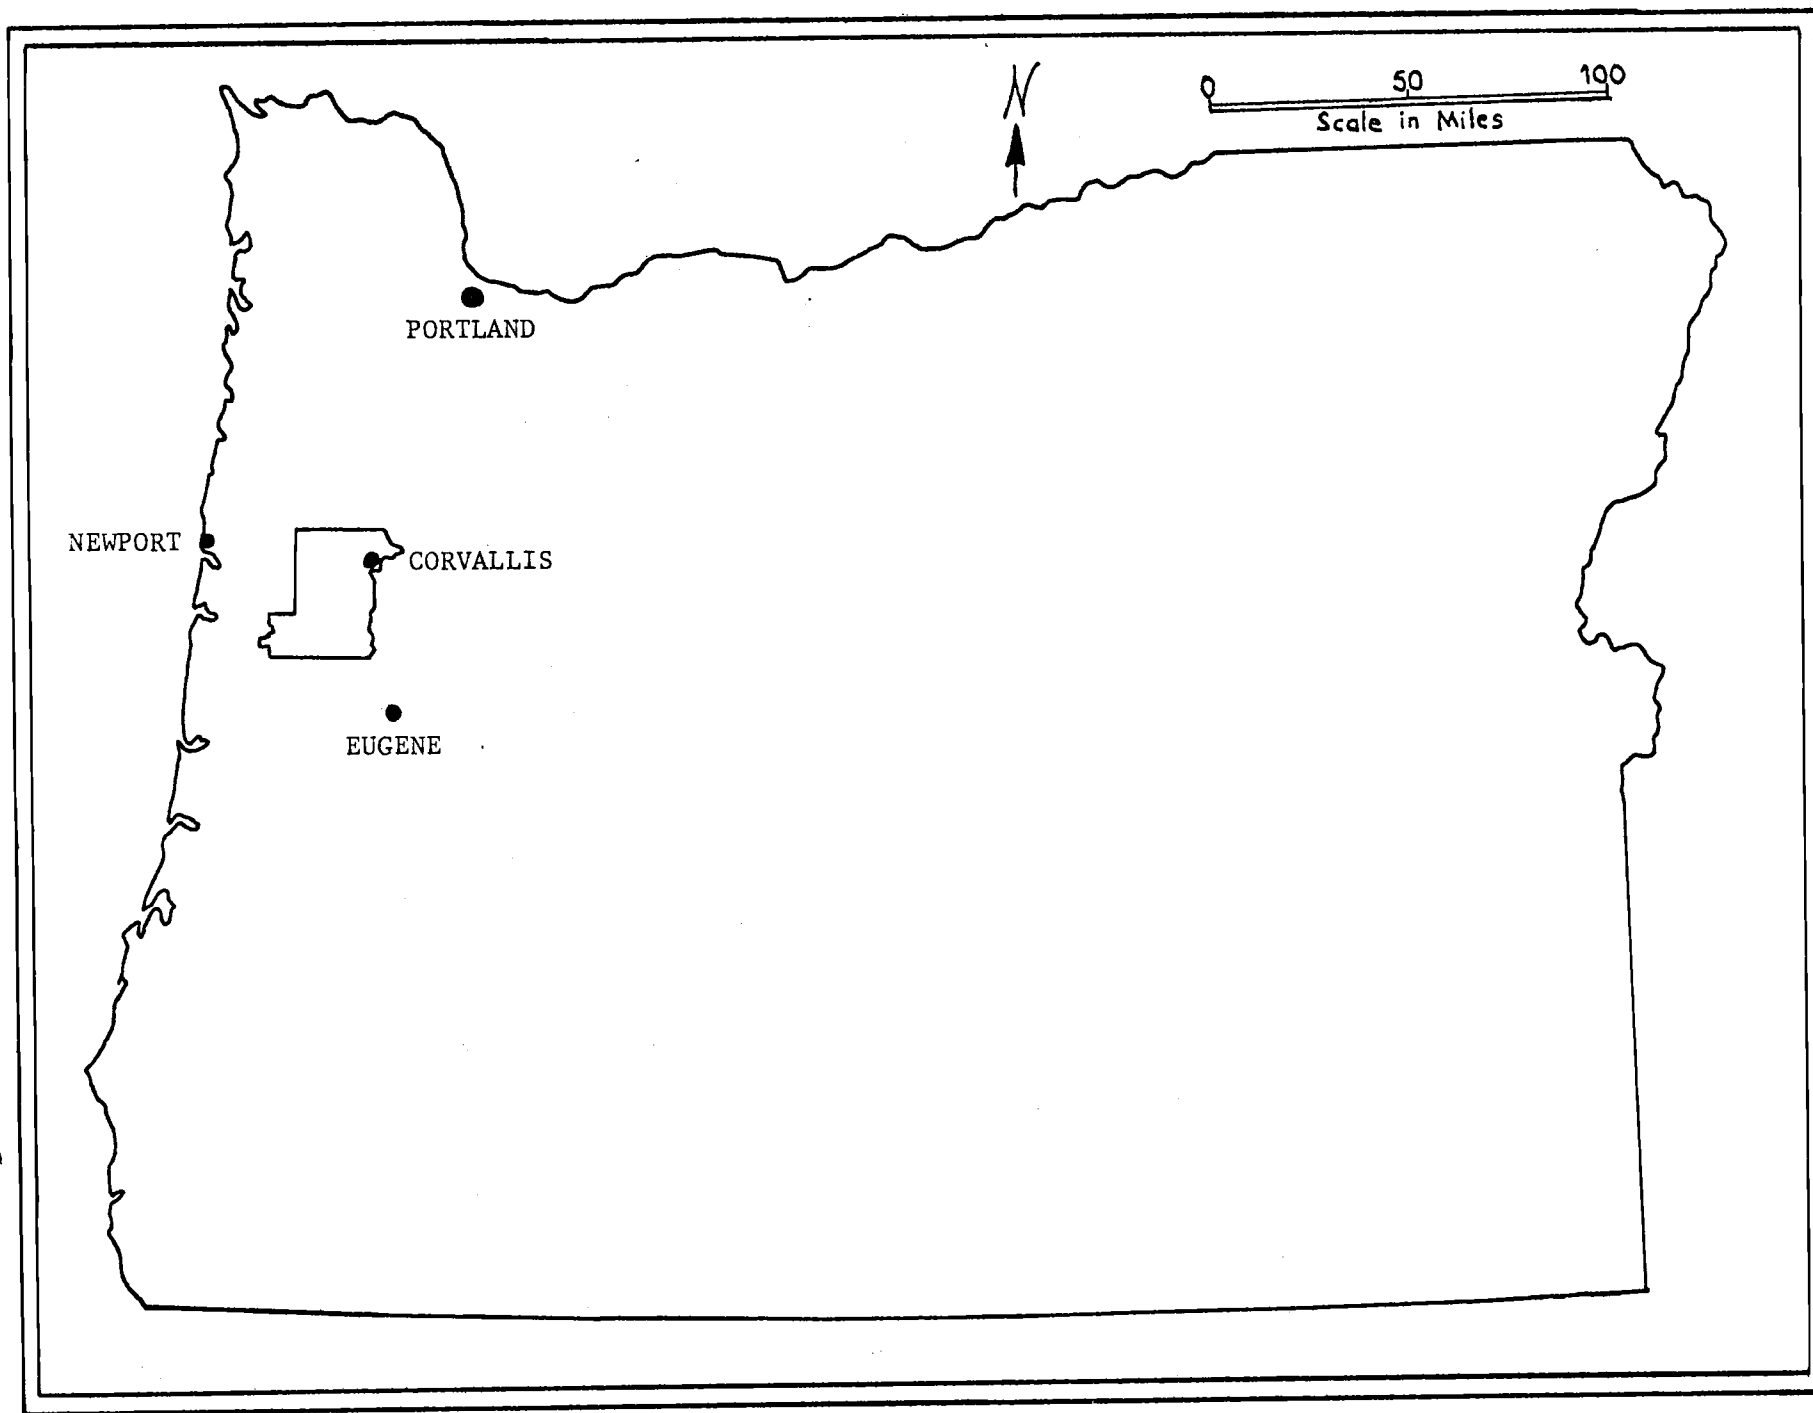 N
0 50 100
Scale in Miles
PORTLAND
NEWPORT
CORVALLIS
EUGENE